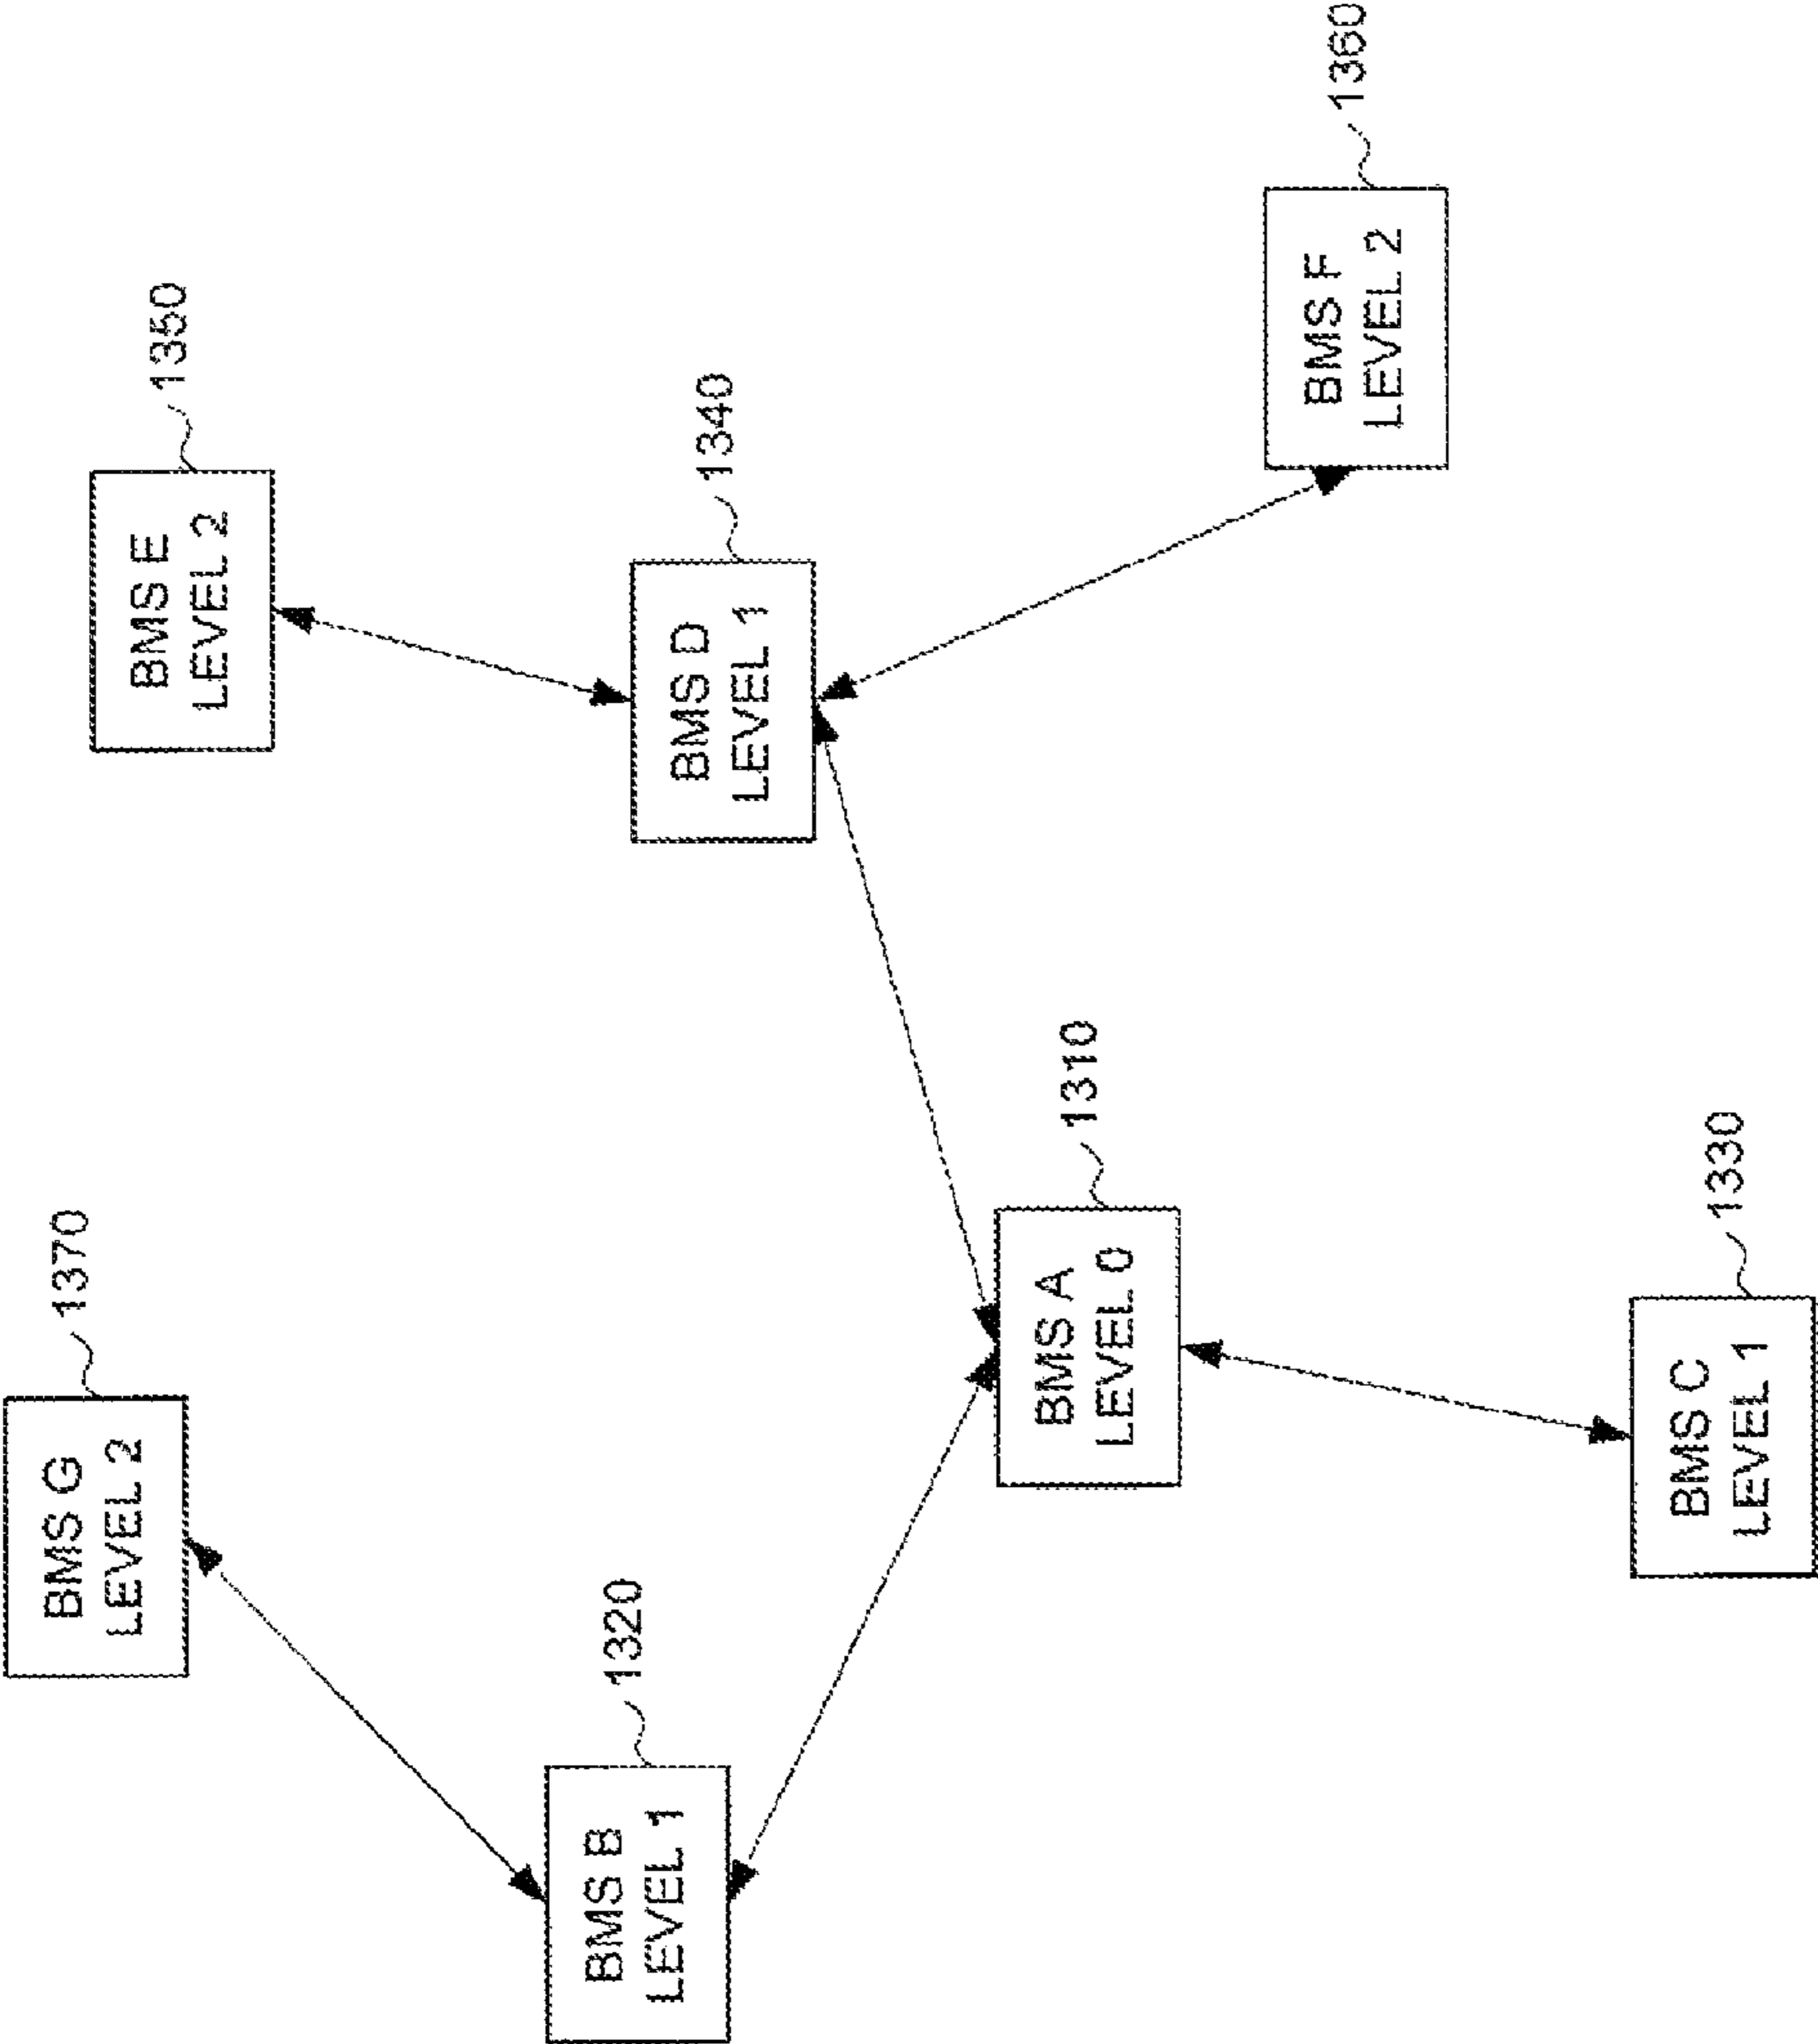 1370
BMS G
LEVEL 2
1350
BMS E
LEVEL 2
1320
BMS B
LEVEL 1
1340
BMS D
LEVEL 1
1310
BMS A
LEVEL 0
1360
BMS F
LEVEL 2
1330
BMS C
LEVEL 1